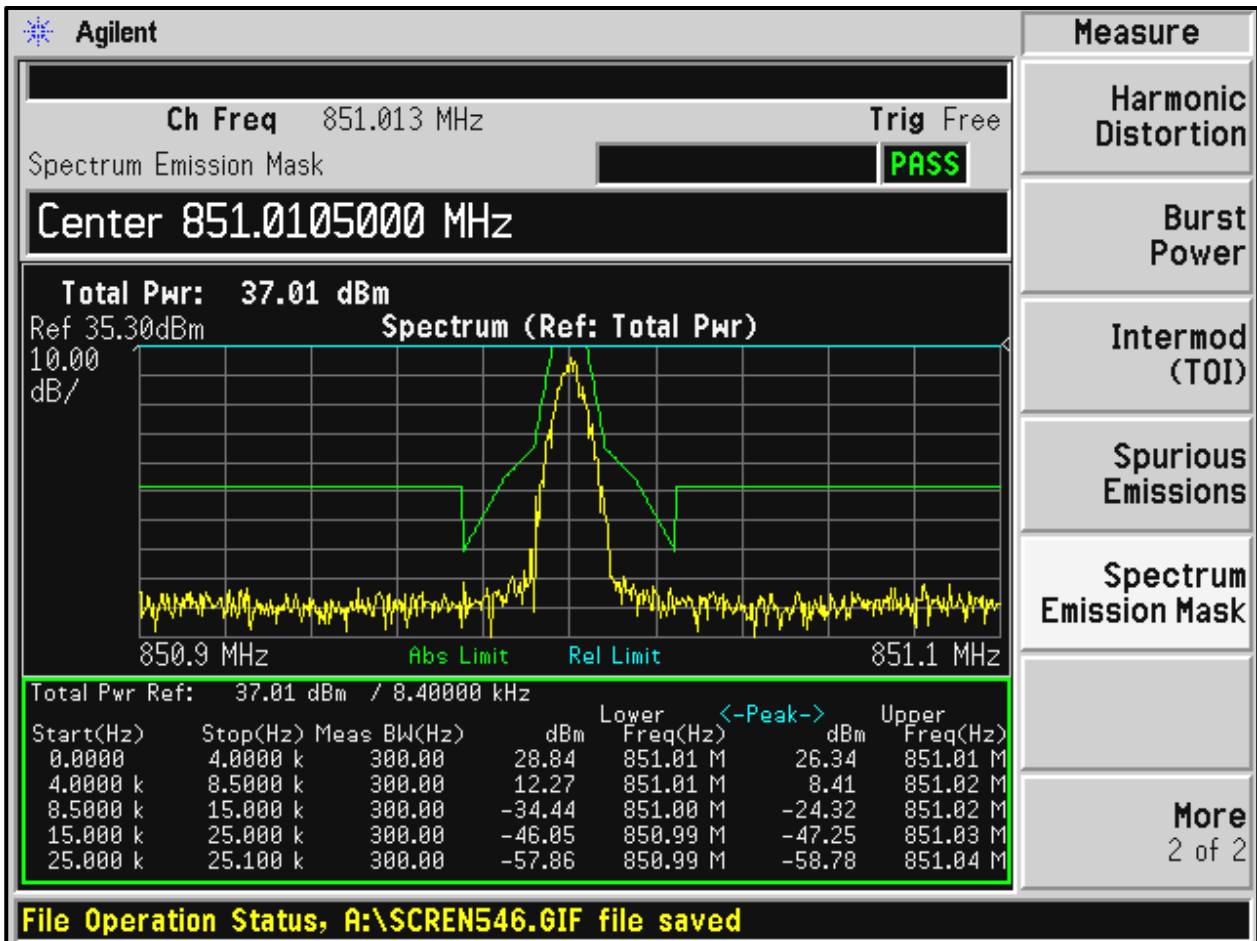 Agilent
Ch Freq 851.013 MHz Trig Free
Spectrum Emission Mask PASS
Center 851.0105000 MHz
Total Pwr: 37.01 dBm
Ref 35.30dBm Spectrum (Ref: Total Pwr)
10.00
dB/
850.9 MHz Abs Limit Rel Limit 851.1 MHz
Total Pwr Ref: 37.01 dBm / 8.40000 kHz
Lower <-Peak-> Upper
Start(Hz) Stop(Hz) Meas BW(Hz) dBm Freq(Hz) dBm Freq(Hz)
0.0000 4.0000 k 300.00 28.84 851.01 M 26.34 851.01 M
4.0000 k 8.5000 k 300.00 12.27 851.01 M 8.41 851.02 M
8.5000 k 15.000 k 300.00 -34.44 851.00 M -24.32 851.02 M
15.000 k 25.000 k 300.00 -46.05 850.99 M -47.25 851.03 M
25.000 k 25.100 k 300.00 -57.86 850.99 M -58.78 851.04 M
File Operation Status, A:\SCREN546.GIF file saved
Measure
Harmonic
Distortion
Burst
Power
Intermod
(TOI)
Spurious
Emissions
Spectrum
Emission Mask
More
2 of 2